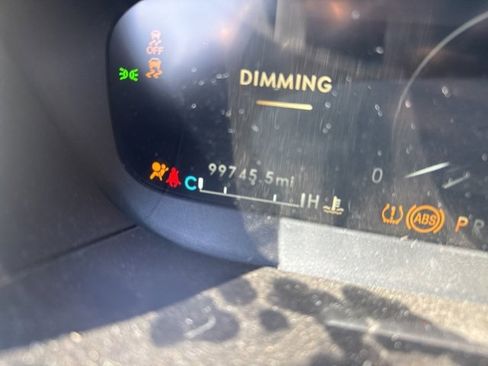 OFF
DIMMING
99745.5mi
C H
0
ABS
P R